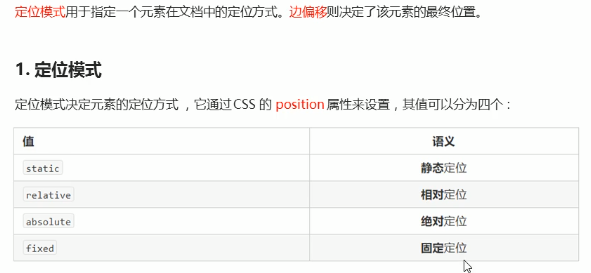 定位模式用于指定一个元素在文档中的定位方式。边偏移则决定了该元素的最终位置。
1. 定位模式
定位模式决定元素的定位方式 ，它通过 CSS 的 position 属性来设置，其值可以分为四个：
值 语义
static 静态定位
relative 相对定位
absolute 绝对定位
fixed 固定定位